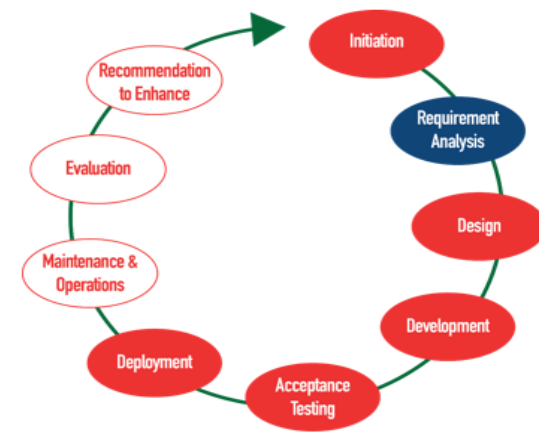 Initiation
Requirement
Analysis
Design
Development
Acceptance
Testing
Deployment
Maintenance &
Operations
Evaluation
Recommendation
to Enhance